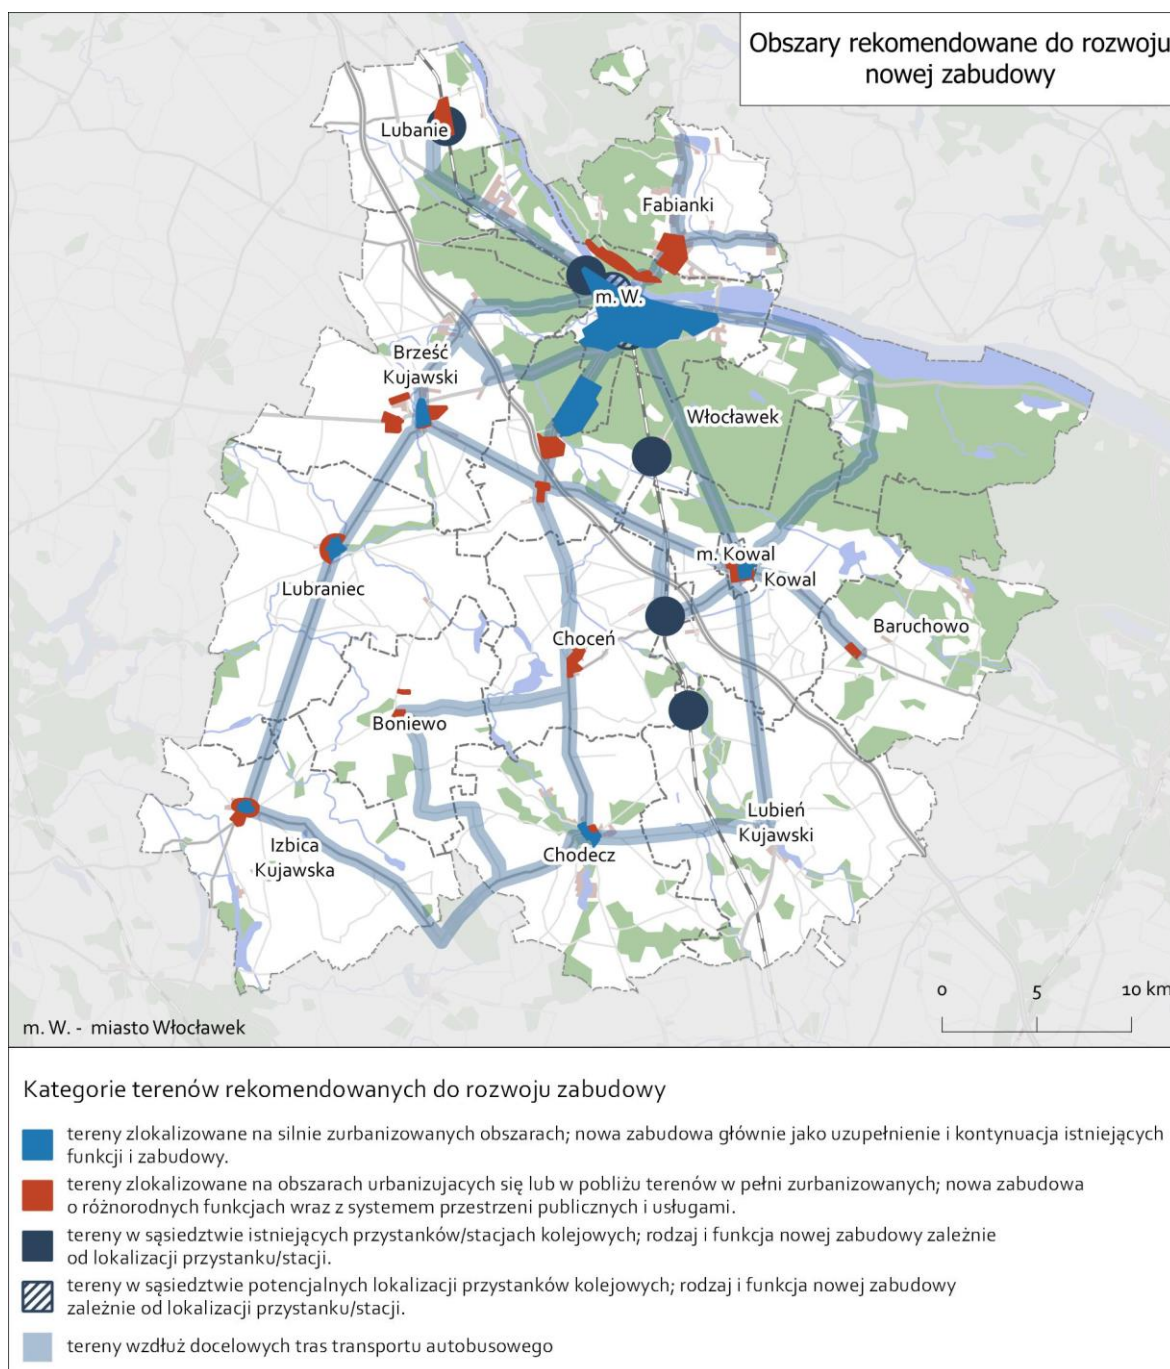 Obszary rekomendowane do rozwoju
nowej zabudowy
Lubanie
Fabianki
m. W.
Brześć
Kujawski
Włocławek
m. Kowal
Kowal
Lubraniec
Baruchowo
Choceń
Boniewo
Lubień
Kujawski
Izbica
Kujawska
Chodecz
0 5 10 km
m. W. - miasto Włocławek
Kategorie terenów rekomendowanych do rozwoju zabudowy
tereny zlokalizowane na silnie zurbanizowanych obszarach; nowa zabudowa głównie jako uzupełnienie i kontynuacja istniejących
funkcji i zabudowy.
tereny zlokalizowane na obszarach urbanizujacych się lub w pobliżu terenów w pełni zurbanizowanych; nowa zabudowa
o różnorodnych funkcjach wraz z systemem przestrzeni publicznych i usługami.
tereny w sąsiedztwie istniejących przystanków/stacjach kolejowych; rodzaj i funkcja nowej zabudowy zależnie
od lokalizacji przystanku/stacji.
tereny w sąsiedztwie potencjalnych lokalizacji przystanków kolejowych; rodzaj i funkcja nowej zabudowy
zależnie od lokalizacji przystanku/stacji.
tereny wzdłuż docelowych tras transportu autobusowego